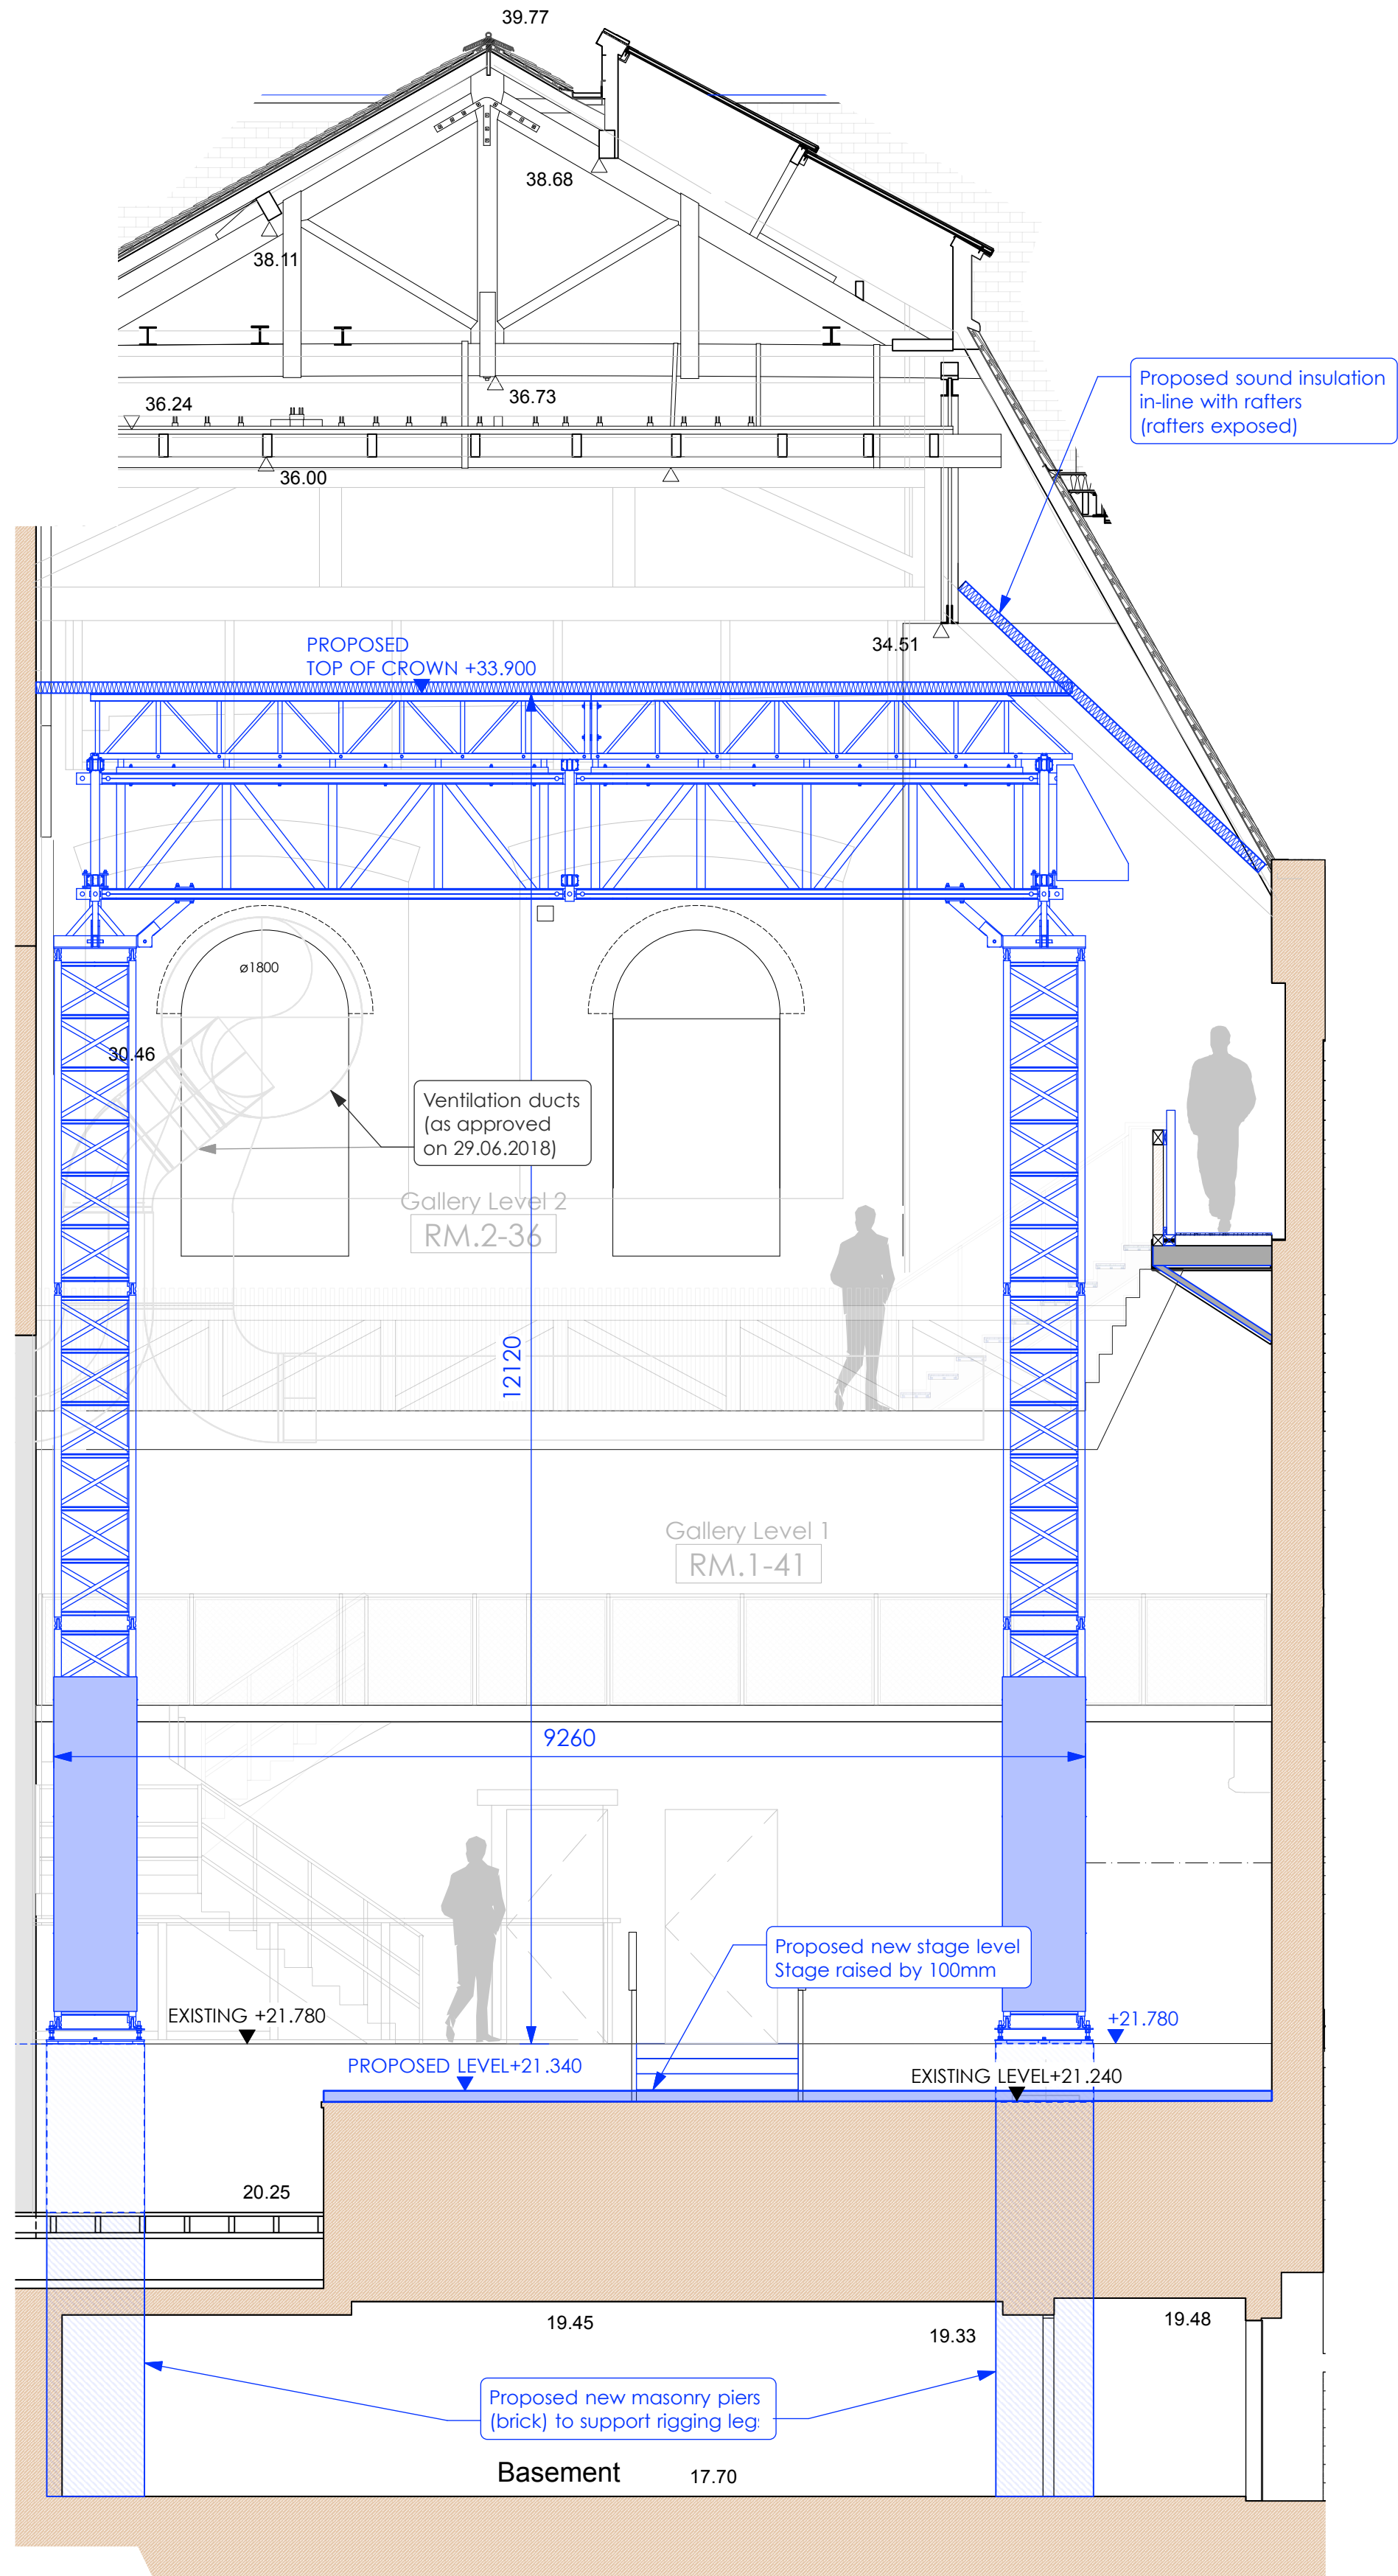 39.77
38.68
38.11
Proposed sound insulation
in-line with rafters
(rafters exposed)
36.24
36.73
36.00
34.51
PROPOSED
TOP OF CROWN +33.900
ø1800
30.46
Ventilation ducts
(as approved
on 29.06.2018)
Gallery Level 2
RM.2-36
12120
Gallery Level 1
RM.1-41
9260
Proposed new stage level
Stage raised by 100mm
EXISTING +21.780
+21.780
PROPOSED LEVEL+21.340
EXISTING LEVEL+21.240
20.25
19.45
19.33
19.48
Proposed new masonry piers
(brick) to support rigging legs
Basement
17.70